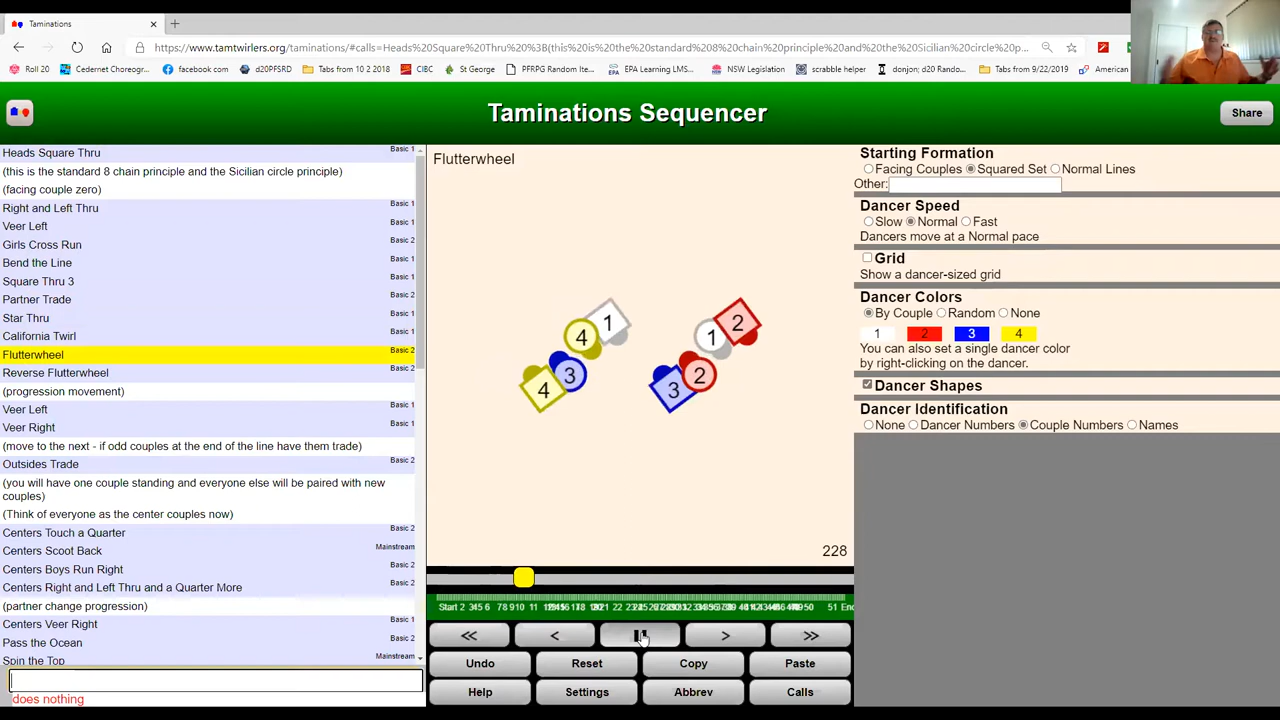 Taminations
https://www.tamtwirlers.org/taminations/#calls=Heads%20Square%20Thru%20%3B(this%20is%20the%20standard%208%20chain%20principle%20and%20the%20Sicilian%20circle%20p...
Roll 20
Cedernet Choreogr...
facebook.com
d20PFSRD
Tabs from 10 2 2018
CIBC
St George
PFRPG Random Ite...
EPA Learning LMS...
NSW Legislation
scrabble helper
donjon; d20 Rando...
Tabs from 9/22/2019
American
Taminations Sequencer
Share
Heads Square Thru Basic 1
(this is the standard 8 chain principle and the Sicilian circle principle)
(facing couple zero)
Right and Left Thru Basic 1
Veer Left Basic 1
Girls Cross Run Basic 2
Bend the Line Basic 1
Square Thru 3 Basic 1
Partner Trade Basic 2
Star Thru Basic 1
California Twirl Basic 1
Flutterwheel Basic 2
Reverse Flutterwheel Basic 2
(progression movement)
Veer Left Basic 1
Veer Right Basic 1
(move to the next - if odd couples at the end of the line have them trade)
Outsides Trade Basic 2
(you will have one couple standing and everyone else will be paired with new
couples)
(Think of everyone as the center couples now)
Centers Touch a Quarter Basic 2
Centers Scoot Back Mainstream
Centers Boys Run Right Basic 2
Centers Right and Left Thru and a Quarter More Basic 2
(partner change progression)
Centers Veer Right Basic 1
Pass the Ocean Basic 2
Spin the Top Mainstream
does nothing
Flutterwheel
1 2
4 1
3 2
4 3
228
<< < > >>
Undo Reset Copy Paste
Help Settings Abbrev Calls
Starting Formation
Facing Couples Squared Set Normal Lines
Other:
Dancer Speed
Slow Normal Fast
Dancers move at a Normal pace
Grid
Show a dancer-sized grid
Dancer Colors
By Couple Random None
1 2 3 4
You can also set a single dancer color
by right-clicking on the dancer.
Dancer Shapes
Dancer Identification
None Dancer Numbers Couple Numbers Names